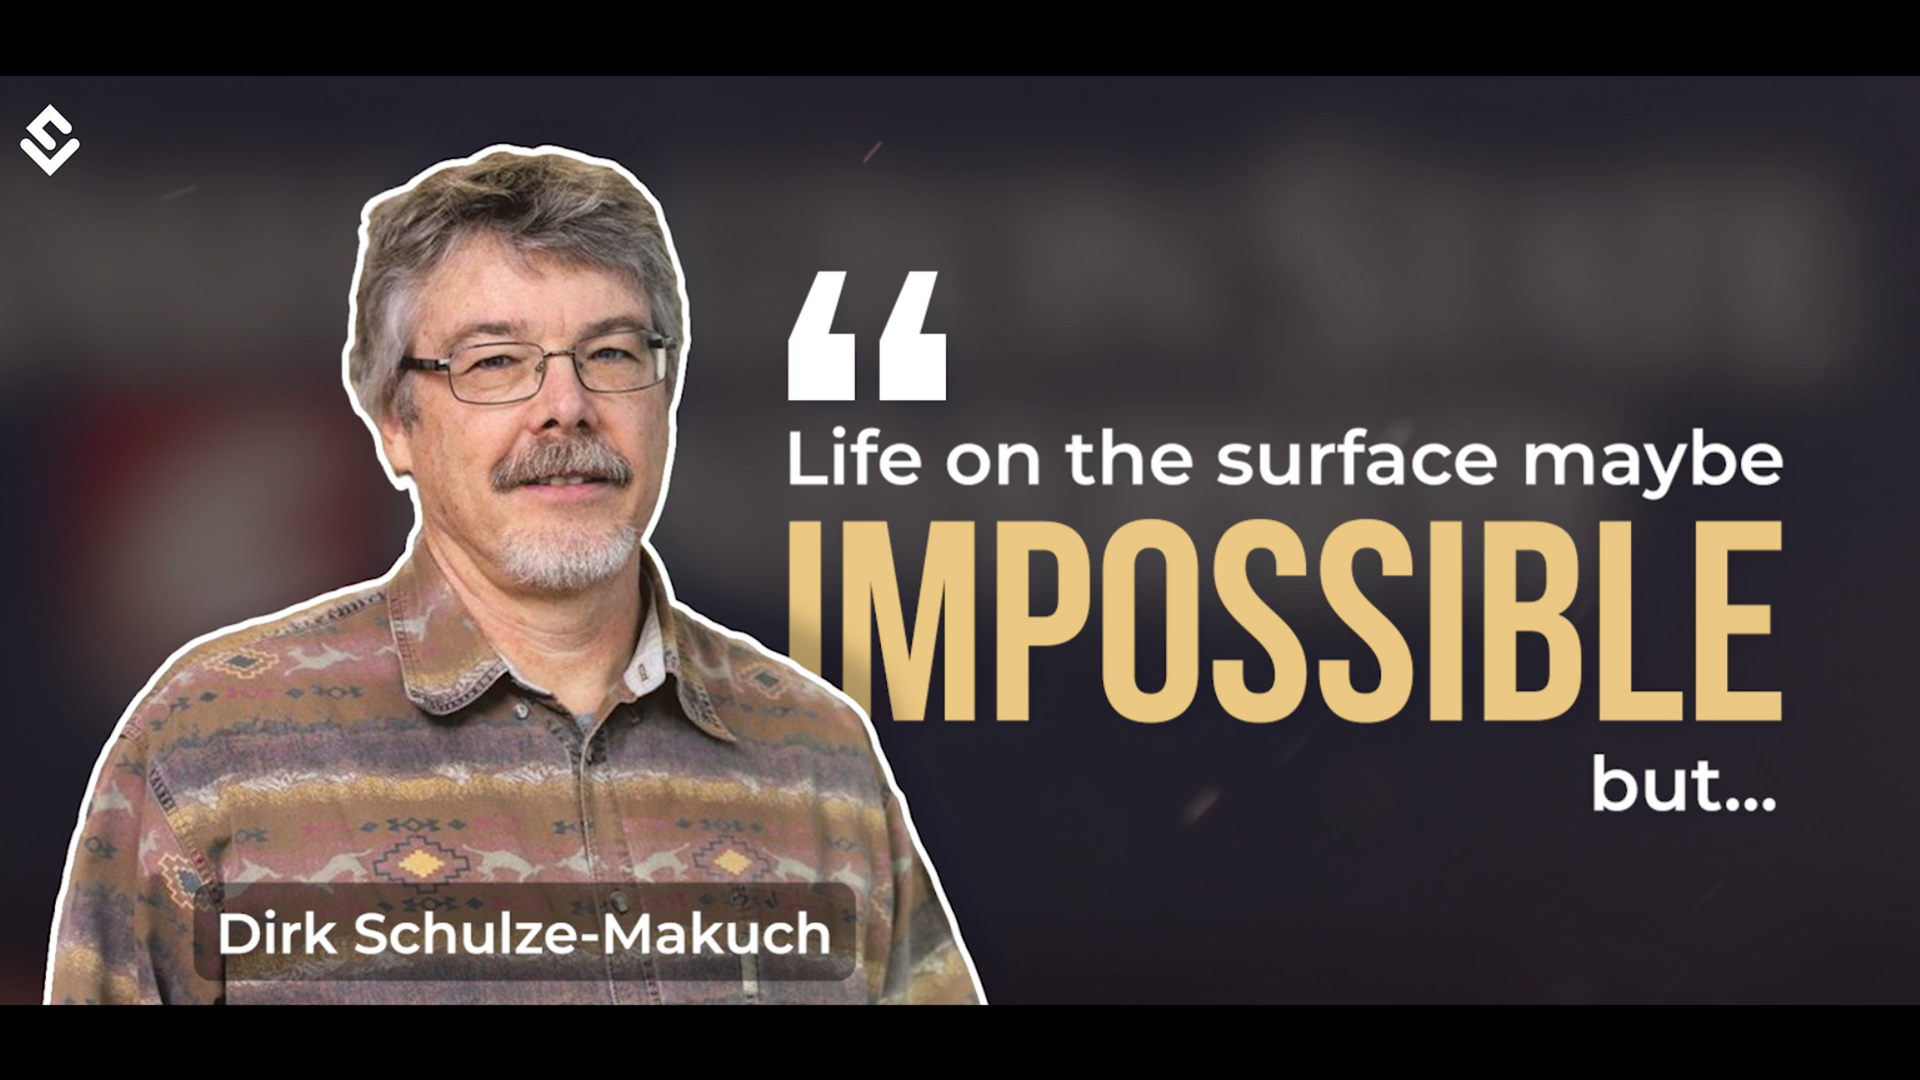 “
Life on the surface maybe
IMPOSSIBLE
but...
Dirk Schulze-Makuch